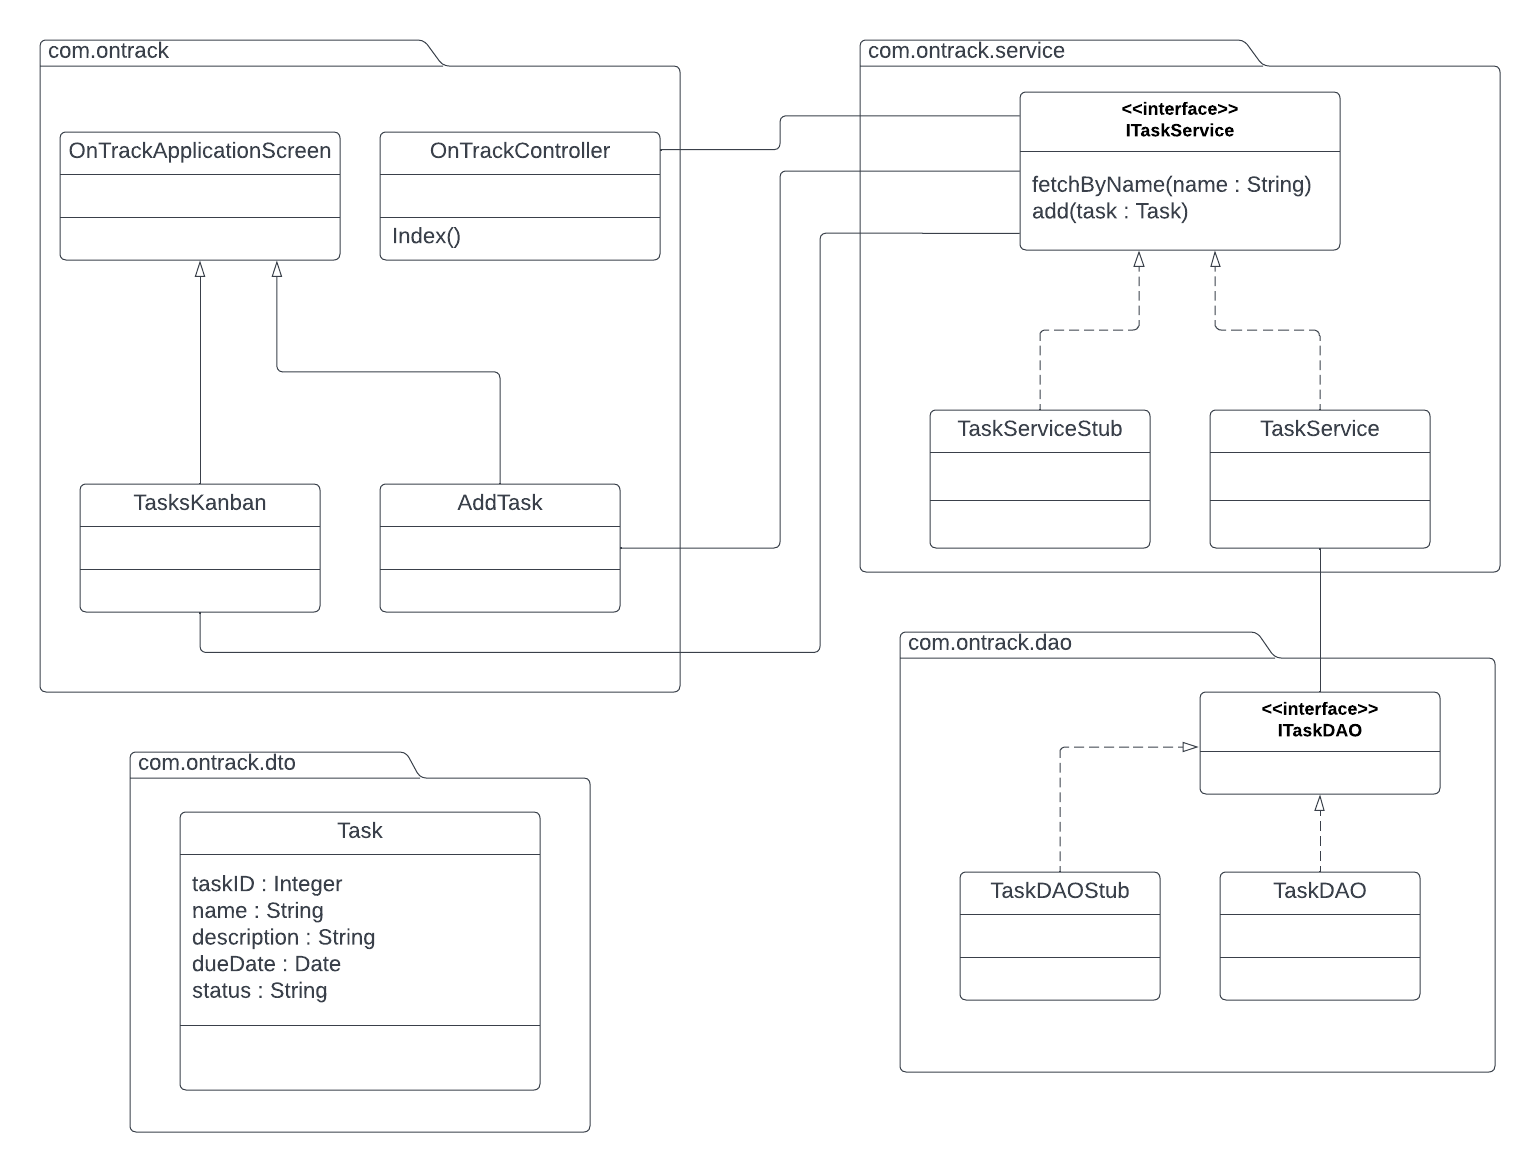 com.ontrack
OnTrackApplicationScreen
OnTrackController
Index()
TasksKanban
AddTask
com.ontrack.service
<<interface>>
ITaskService
fetchByName(name : String)
add(task : Task)
TaskServiceStub
TaskService
com.ontrack.dao
<<interface>>
ITaskDAO
TaskDAOStub
TaskDAO
com.ontrack.dto
Task
taskID : Integer
name : String
description : String
dueDate : Date
status : String